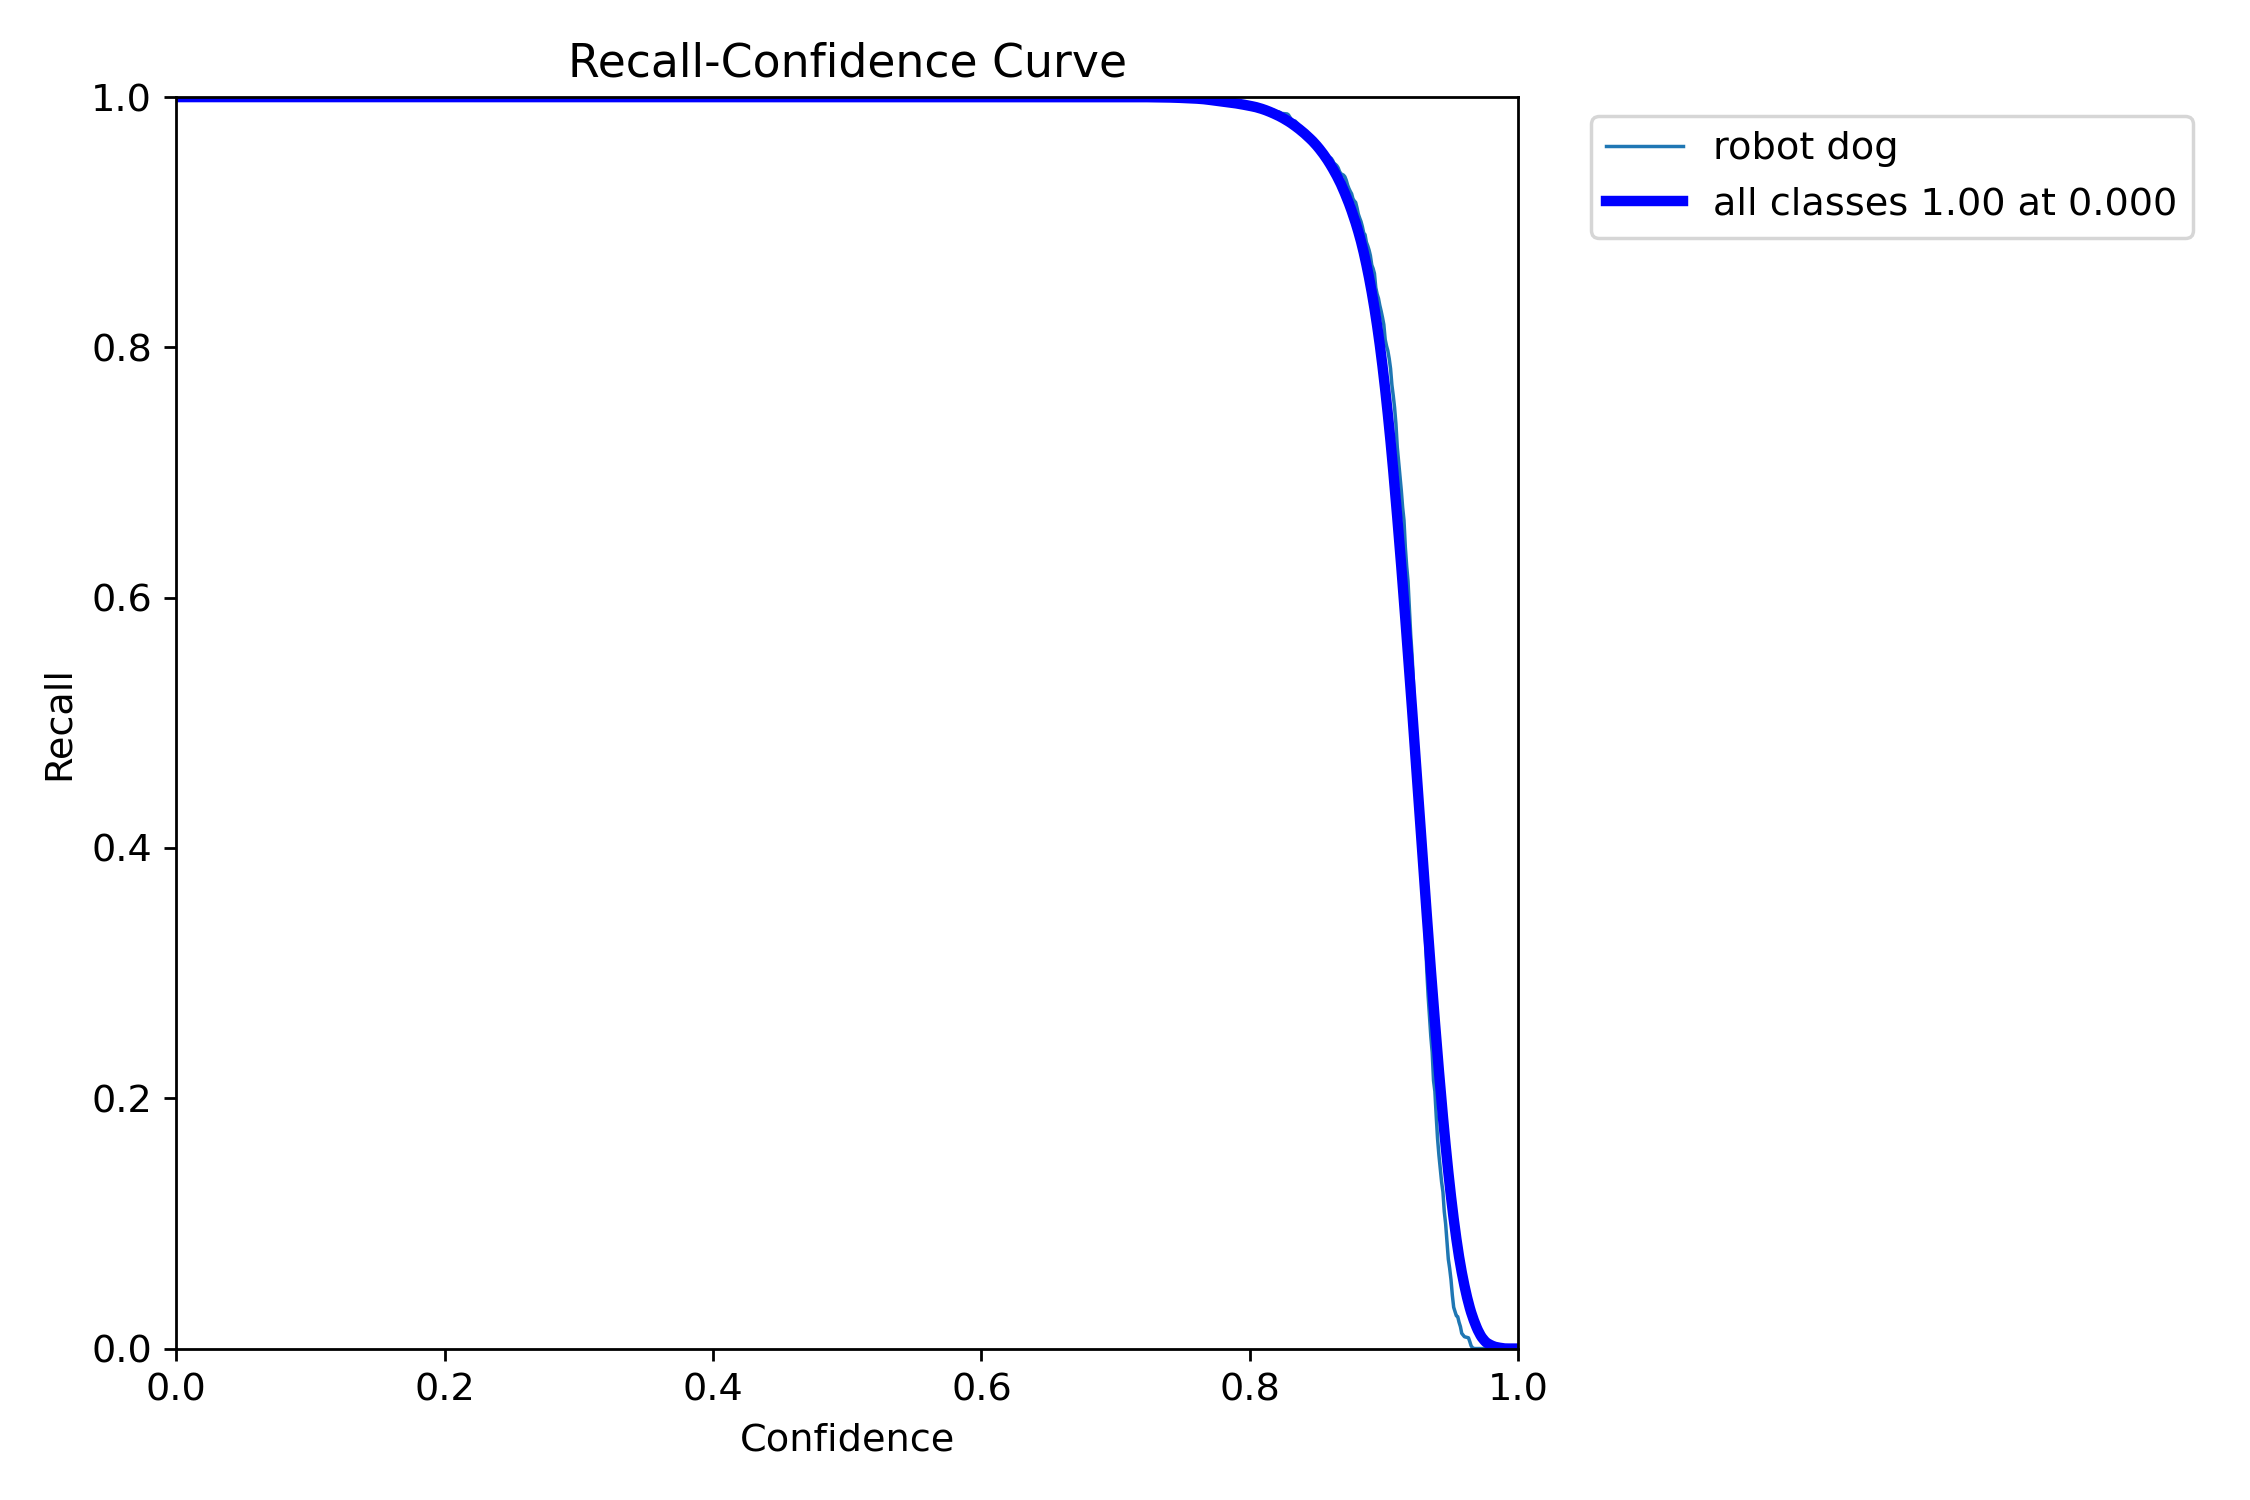 Recall-Confidence Curve
1.0
0.8
0.6
0.4
0.2
0.0
Recall
0.0 0.2 0.4 0.6 0.8 1.0
Confidence
robot dog
all classes 1.00 at 0.000